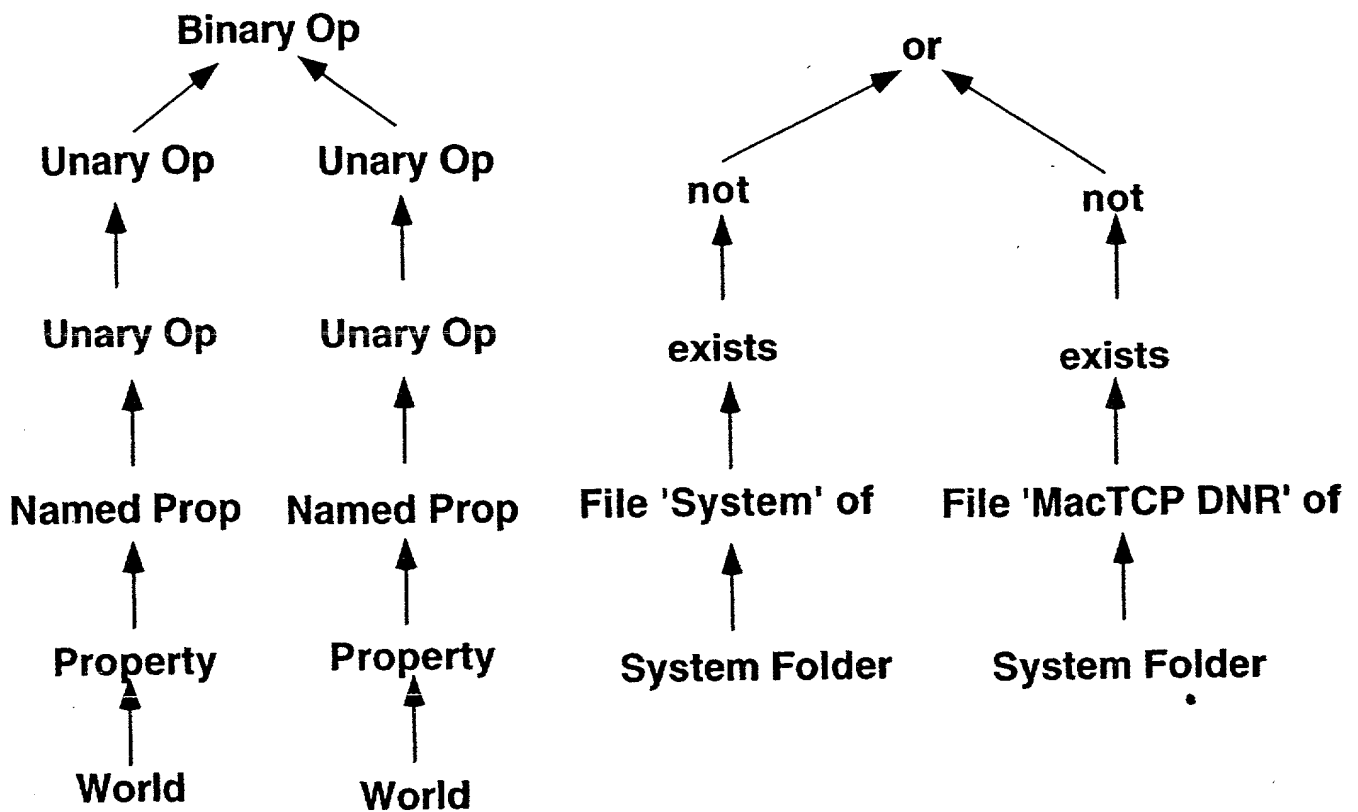 Binary Op
or
Unary Op Unary Op
not not
Unary Op Unary Op
exists exists
Named Prop Named Prop
File 'System' of File 'MacTCP DNR' of
Property Property
System Folder System Folder
World World